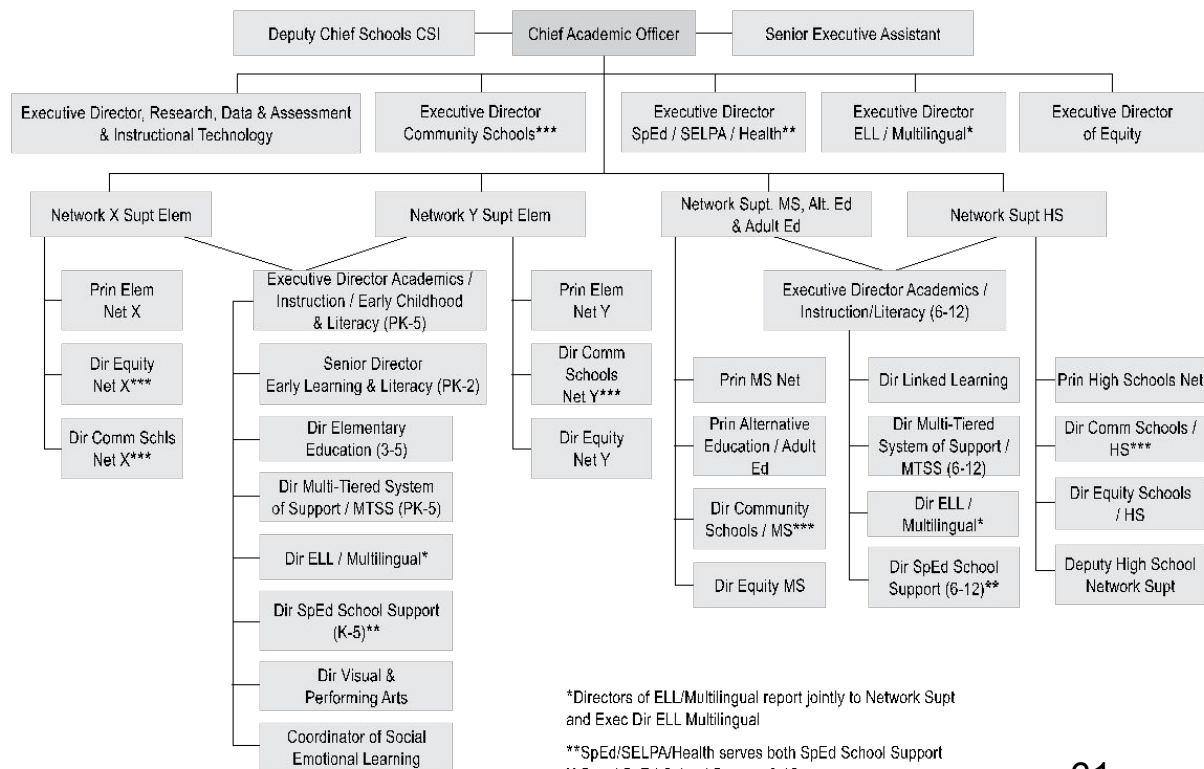 Deputy Chief Schools CSI
Chief Academic Officer
Senior Executive Assistant
Executive Director, Research, Data & Assessment
& Instructional Technology
Executive Director
Community Schools***
Executive Director
SpEd / SELPA / Health**
Executive Director
ELL / Multilingual*
Executive Director
of Equity
Network X Supt Elem
Network Y Supt Elem
Network Supt. MS, Alt. Ed
& Adult Ed
Network Supt HS
Prin Elem
Net X
Dir Equity
Net X***
Dir Comm Schls
Net X***
Executive Director Academics /
Instruction / Early Childhood
& Literacy (PK-5)
Senior Director
Early Learning & Literacy (PK-2)
Dir Elementary
Education (3-5)
Dir Multi-Tiered System
of Support / MTSS (PK-5)
Dir ELL / Multilingual*
Dir SpEd School Support
(K-5)**
Dir Visual &
Performing Arts
Coordinator of Social
Emotional Learning
Prin Elem
Net Y
Dir Comm
Schools
Net Y***
Dir Equity
Net Y
Executive Director Academics /
Instruction/Literacy (6-12)
Prin MS Net
Prin Alternative
Education / Adult
Ed
Dir Community
Schools / MS***
Dir Equity MS
Dir Linked Learning
Dir Multi-Tiered
System of Support /
MTSS (6-12)
Dir ELL /
Multilingual*
Dir SpEd School
Support (6-12)**
Prin High Schools Net
Dir Comm Schools /
HS***
Dir Equity Schools
/ HS
Deputy High School
Network Supt
*Directors of ELL/Multilingual report jointly to Network Supt
and Exec Dir ELL Multilingual
**SpEd/SELPA/Health serves both SpEd School Support